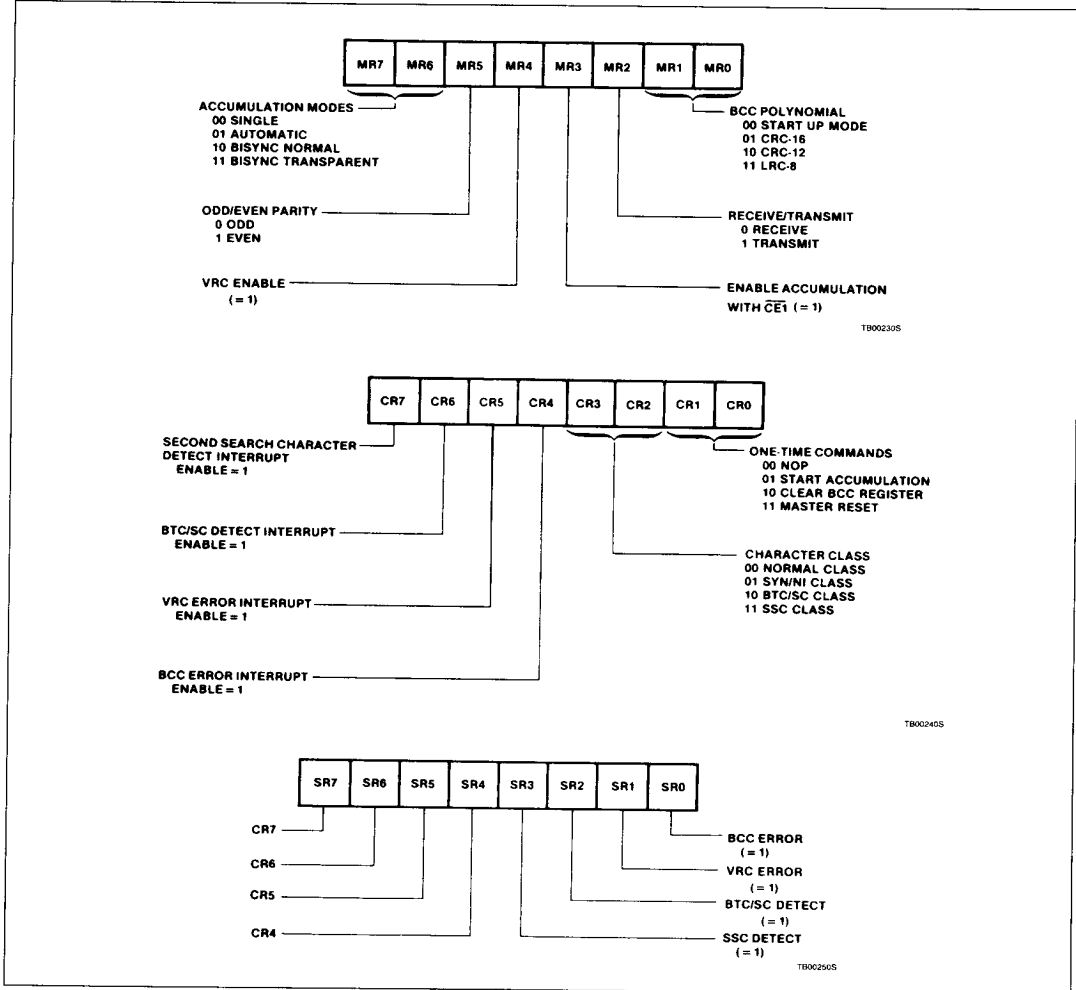 MR7 MR6 MR5 MR4 MR3 MR2 MR1 MR0
ACCUMULATION MODES
00 SINGLE
01 AUTOMATIC
10 BISYNC NORMAL
11 BISYNC TRANSPARENT
BCC POLYNOMIAL
00 START UP MODE
01 CRC-16
10 CRC-12
11 LRC-8
ODD/EVEN PARITY
0 ODD
1 EVEN
RECEIVE/TRANSMIT
0 RECEIVE
1 TRANSMIT
VRC ENABLE
(= 1)
ENABLE ACCUMULATION
WITH C̅E̅1̅ (= 1)
TB00230S
CR7 CR6 CR5 CR4 CR3 CR2 CR1 CR0
SECOND SEARCH CHARACTER
DETECT INTERRUPT
ENABLE = 1
ONE-TIME COMMANDS
00 NOP
01 START ACCUMULATION
10 CLEAR BCC REGISTER
11 MASTER RESET
BTC/SC DETECT INTERRUPT
ENABLE = 1
CHARACTER CLASS
00 NORMAL CLASS
01 SYN/NI CLASS
10 BTC/SC CLASS
11 SSC CLASS
VRC ERROR INTERRUPT
ENABLE = 1
BCC ERROR INTERRUPT
ENABLE = 1
TB00240S
SR7 SR6 SR5 SR4 SR3 SR2 SR1 SR0
CR7
CR6
CR5
CR4
BCC ERROR
(= 1)
VRC ERROR
(= 1)
BTC/SC DETECT
(= 1)
SSC DETECT
(= 1)
TB00250S